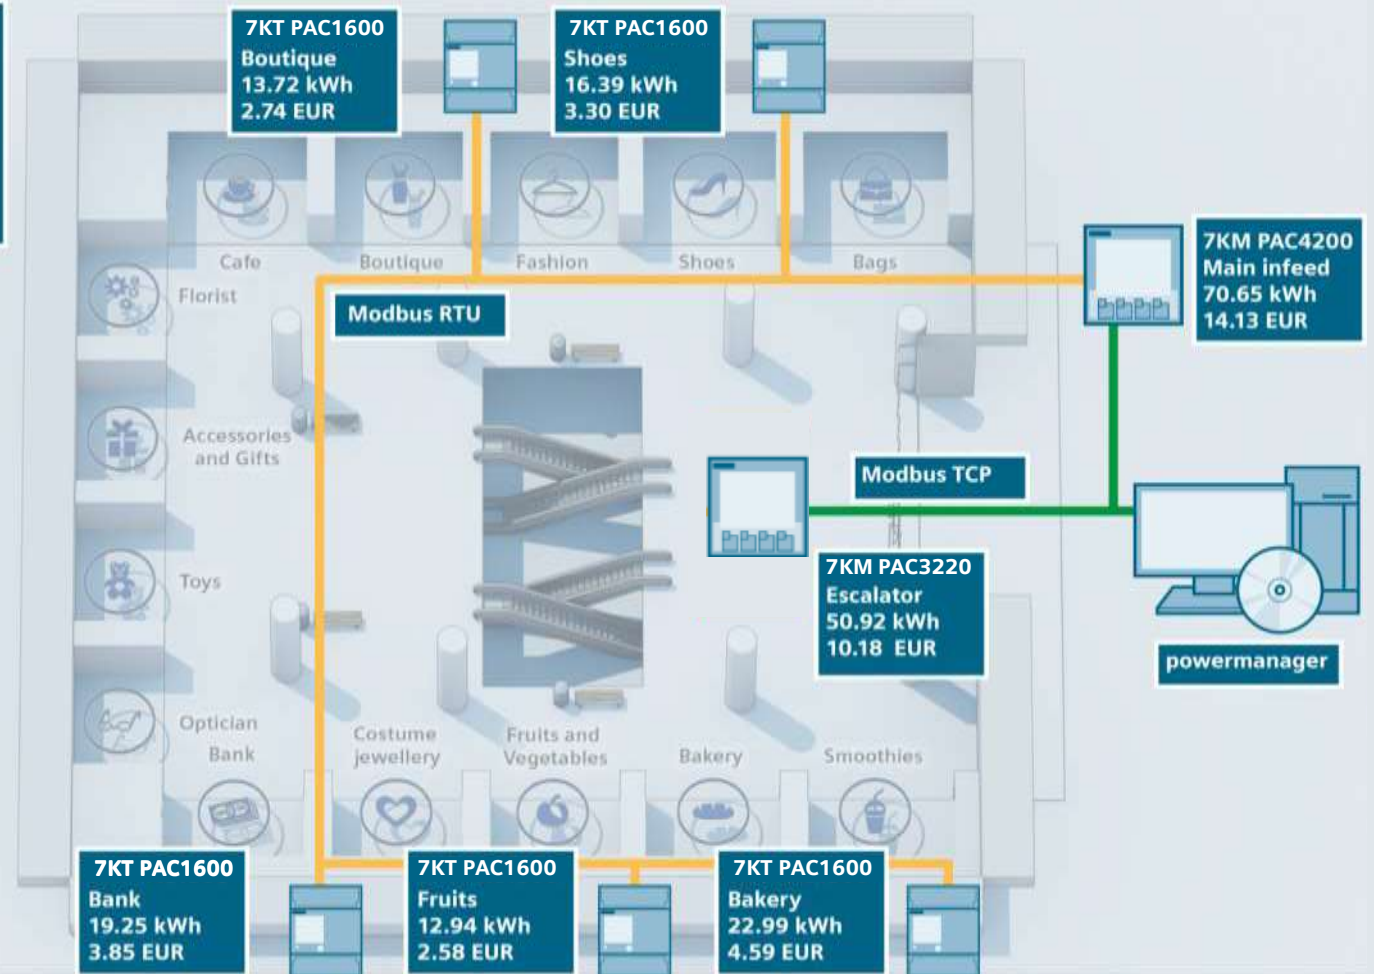 7KT PAC1600
Boutique
13.72 kWh
2.74 EUR
7KT PAC1600
Shoes
16.39 kWh
3.30 EUR
Cafe
Boutique
Fashion
Shoes
Bags
7KM PAC4200
Main infeed
70.65 kWh
14.13 EUR
Florist
Modbus RTU
Accessories
and Gifts
Modbus TCP
7KM PAC3220
Escalator
50.92 kWh
10.18 EUR
Toys
powermanager
Optician
Bank
Costume
jewellery
Fruits and
Vegetables
Bakery
Smoothies
7KT PAC1600
Bank
19.25 kWh
3.85 EUR
7KT PAC1600
Fruits
12.94 kWh
2.58 EUR
7KT PAC1600
Bakery
22.99 kWh
4.59 EUR